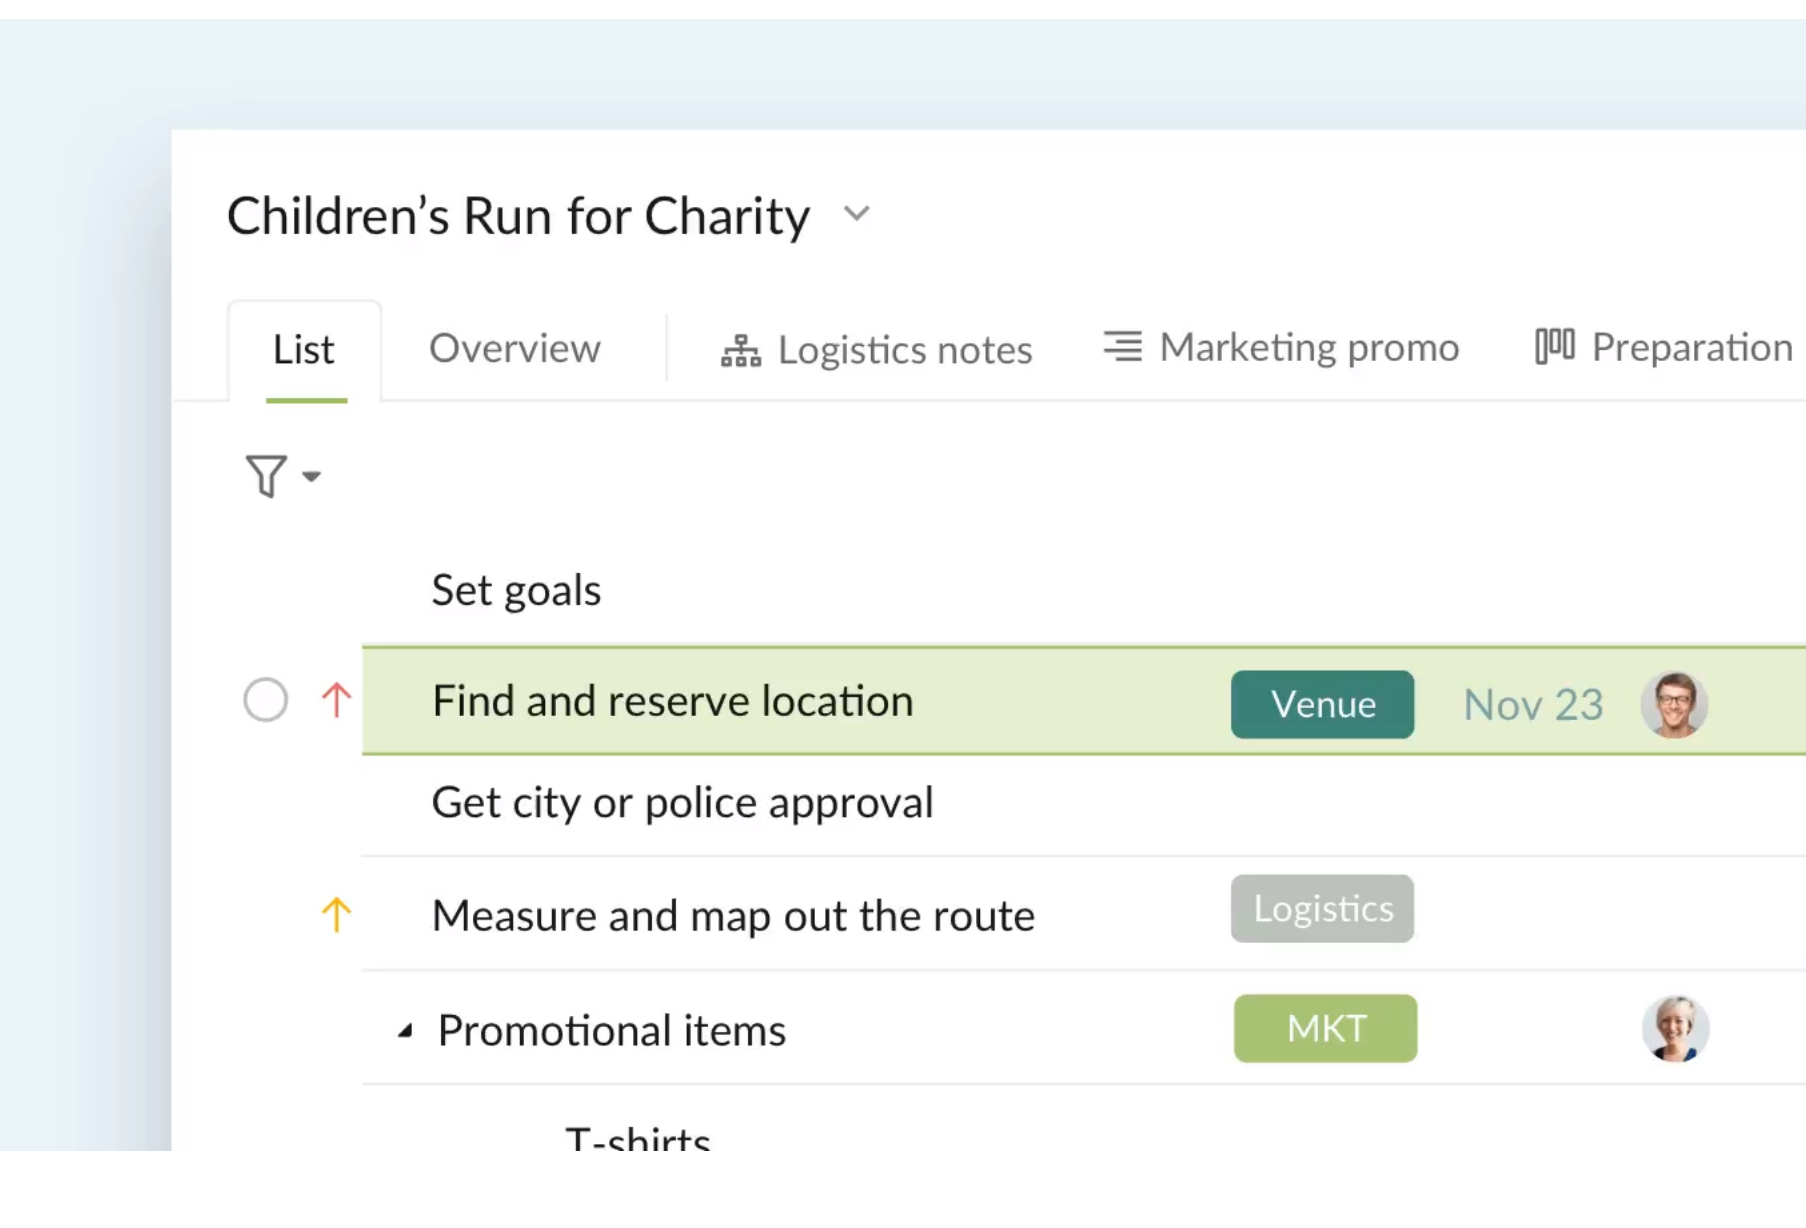 Children’s Run for Charity
List Overview Logistics notes Marketing promo Preparation
Set goals
Find and reserve location Venue Nov 23
Get city or police approval
Measure and map out the route Logistics
Promotional items MKT
T-shirts